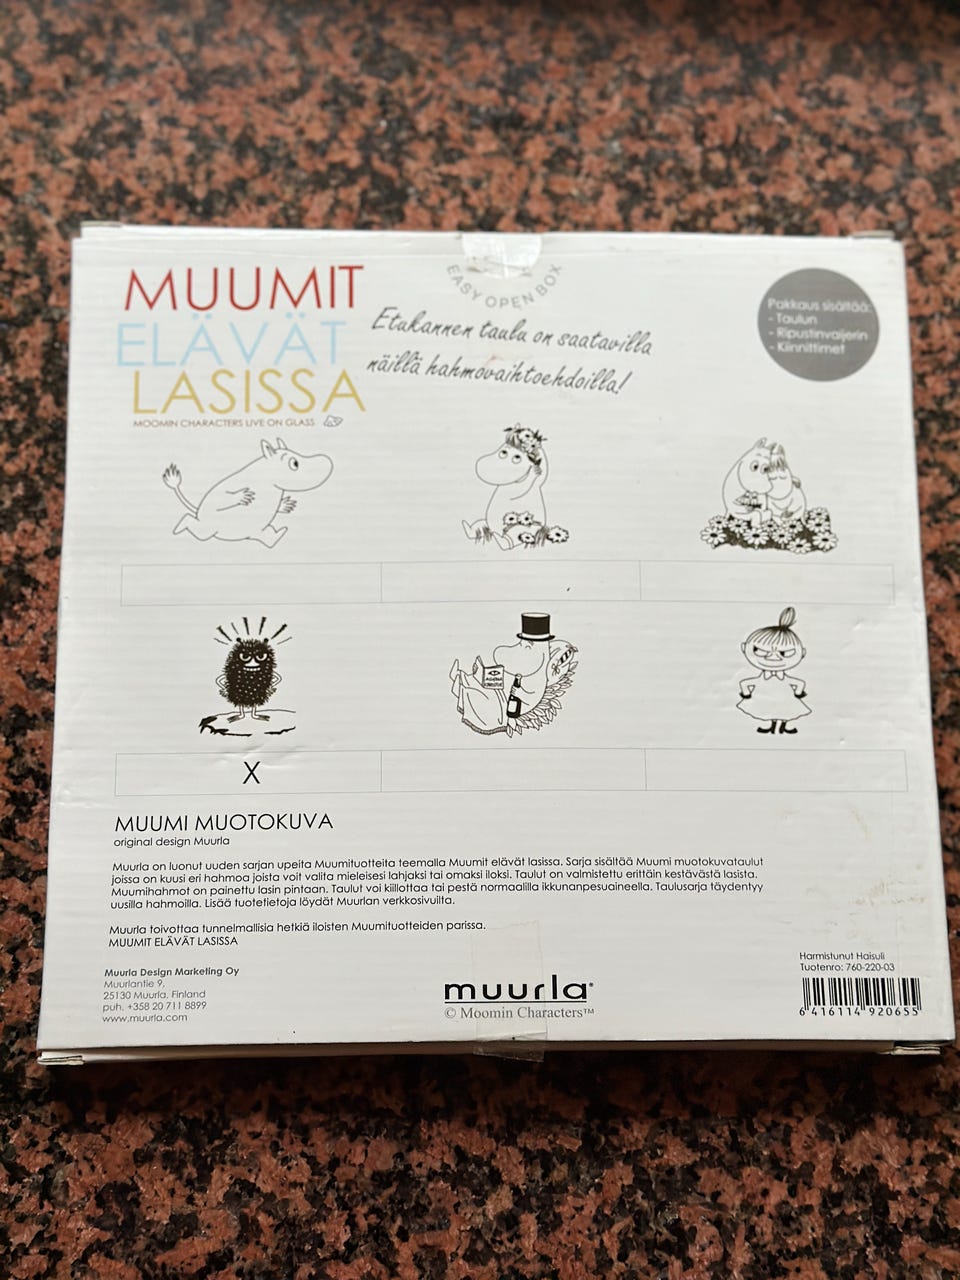 MUUMIT
ELÄVÄT
LASISSA
MOOMIN CHARACTERS LIVE ON GLASS
EASY OPEN BOX
Etukannen taulu on saatavilla
näillä hahmovaihtoehdoilla!
Pakkaus sisältää:
- Taulun
- Ripustinvaijerin
- Kiinnittimet
AGATHA
CHRISTIE
X
MUUMI MUOTOKUVA
original design Muurla
Muurla on luonut uuden sarjan upeita Muumituotteita teemalla Muumit elävät lasissa. Sarja sisältää Muumi muotokuvataulut
joissa on kuusi eri hahmoa joista voit valita mieleisesi lahjaksi tai omaksi iloksi. Taulut on valmistettu erittäin kestävästä lasista.
Muumihahmot on painettu lasin pintaan. Taulut voi kiillottaa tai pestä normaalilla ikkunanpesuaineella. Taulusarja täydentyy
uusilla hahmoilla. Lisää tuotetietoja löydät Muurlan verkkosivuilta.
Muurla toivottaa tunnelmallisia hetkiä iloisten Muumituotteiden parissa.
MUUMIT ELÄVÄT LASISSA
Muurla Design Marketing Oy
Muurlantie 9,
25130 Muurla, Finland
puh. +358 20 711 8899
www.muurla.com
muurla®
© Moomin Characters™
Harmistunut Haisuli
Tuotenro: 760-220-03
6 416114 920655